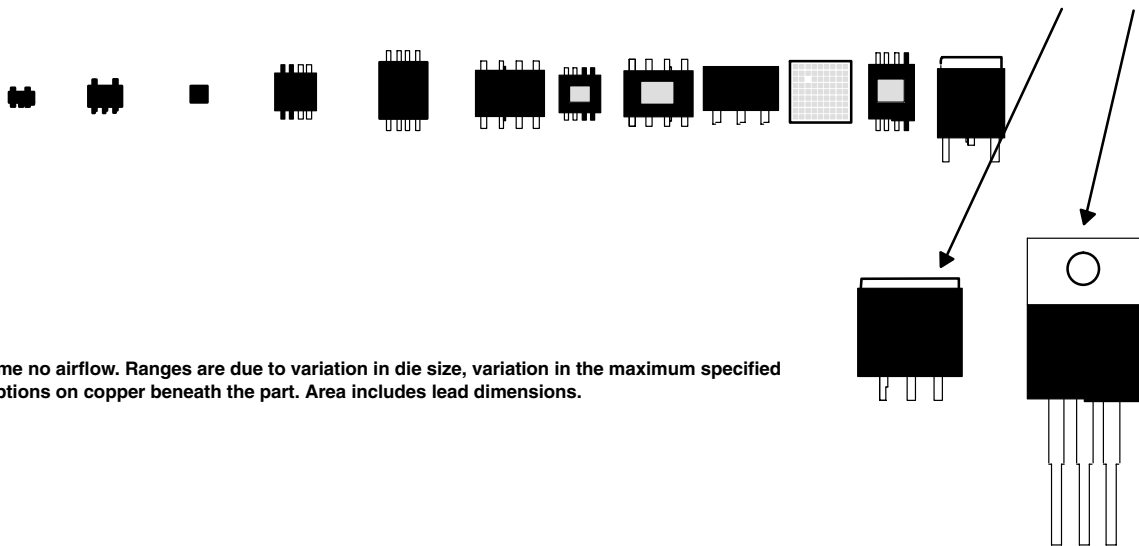 me no airflow. Ranges are due to variation in die size, variation in the maximum specified
ptions on copper beneath the part. Area includes lead dimensions.